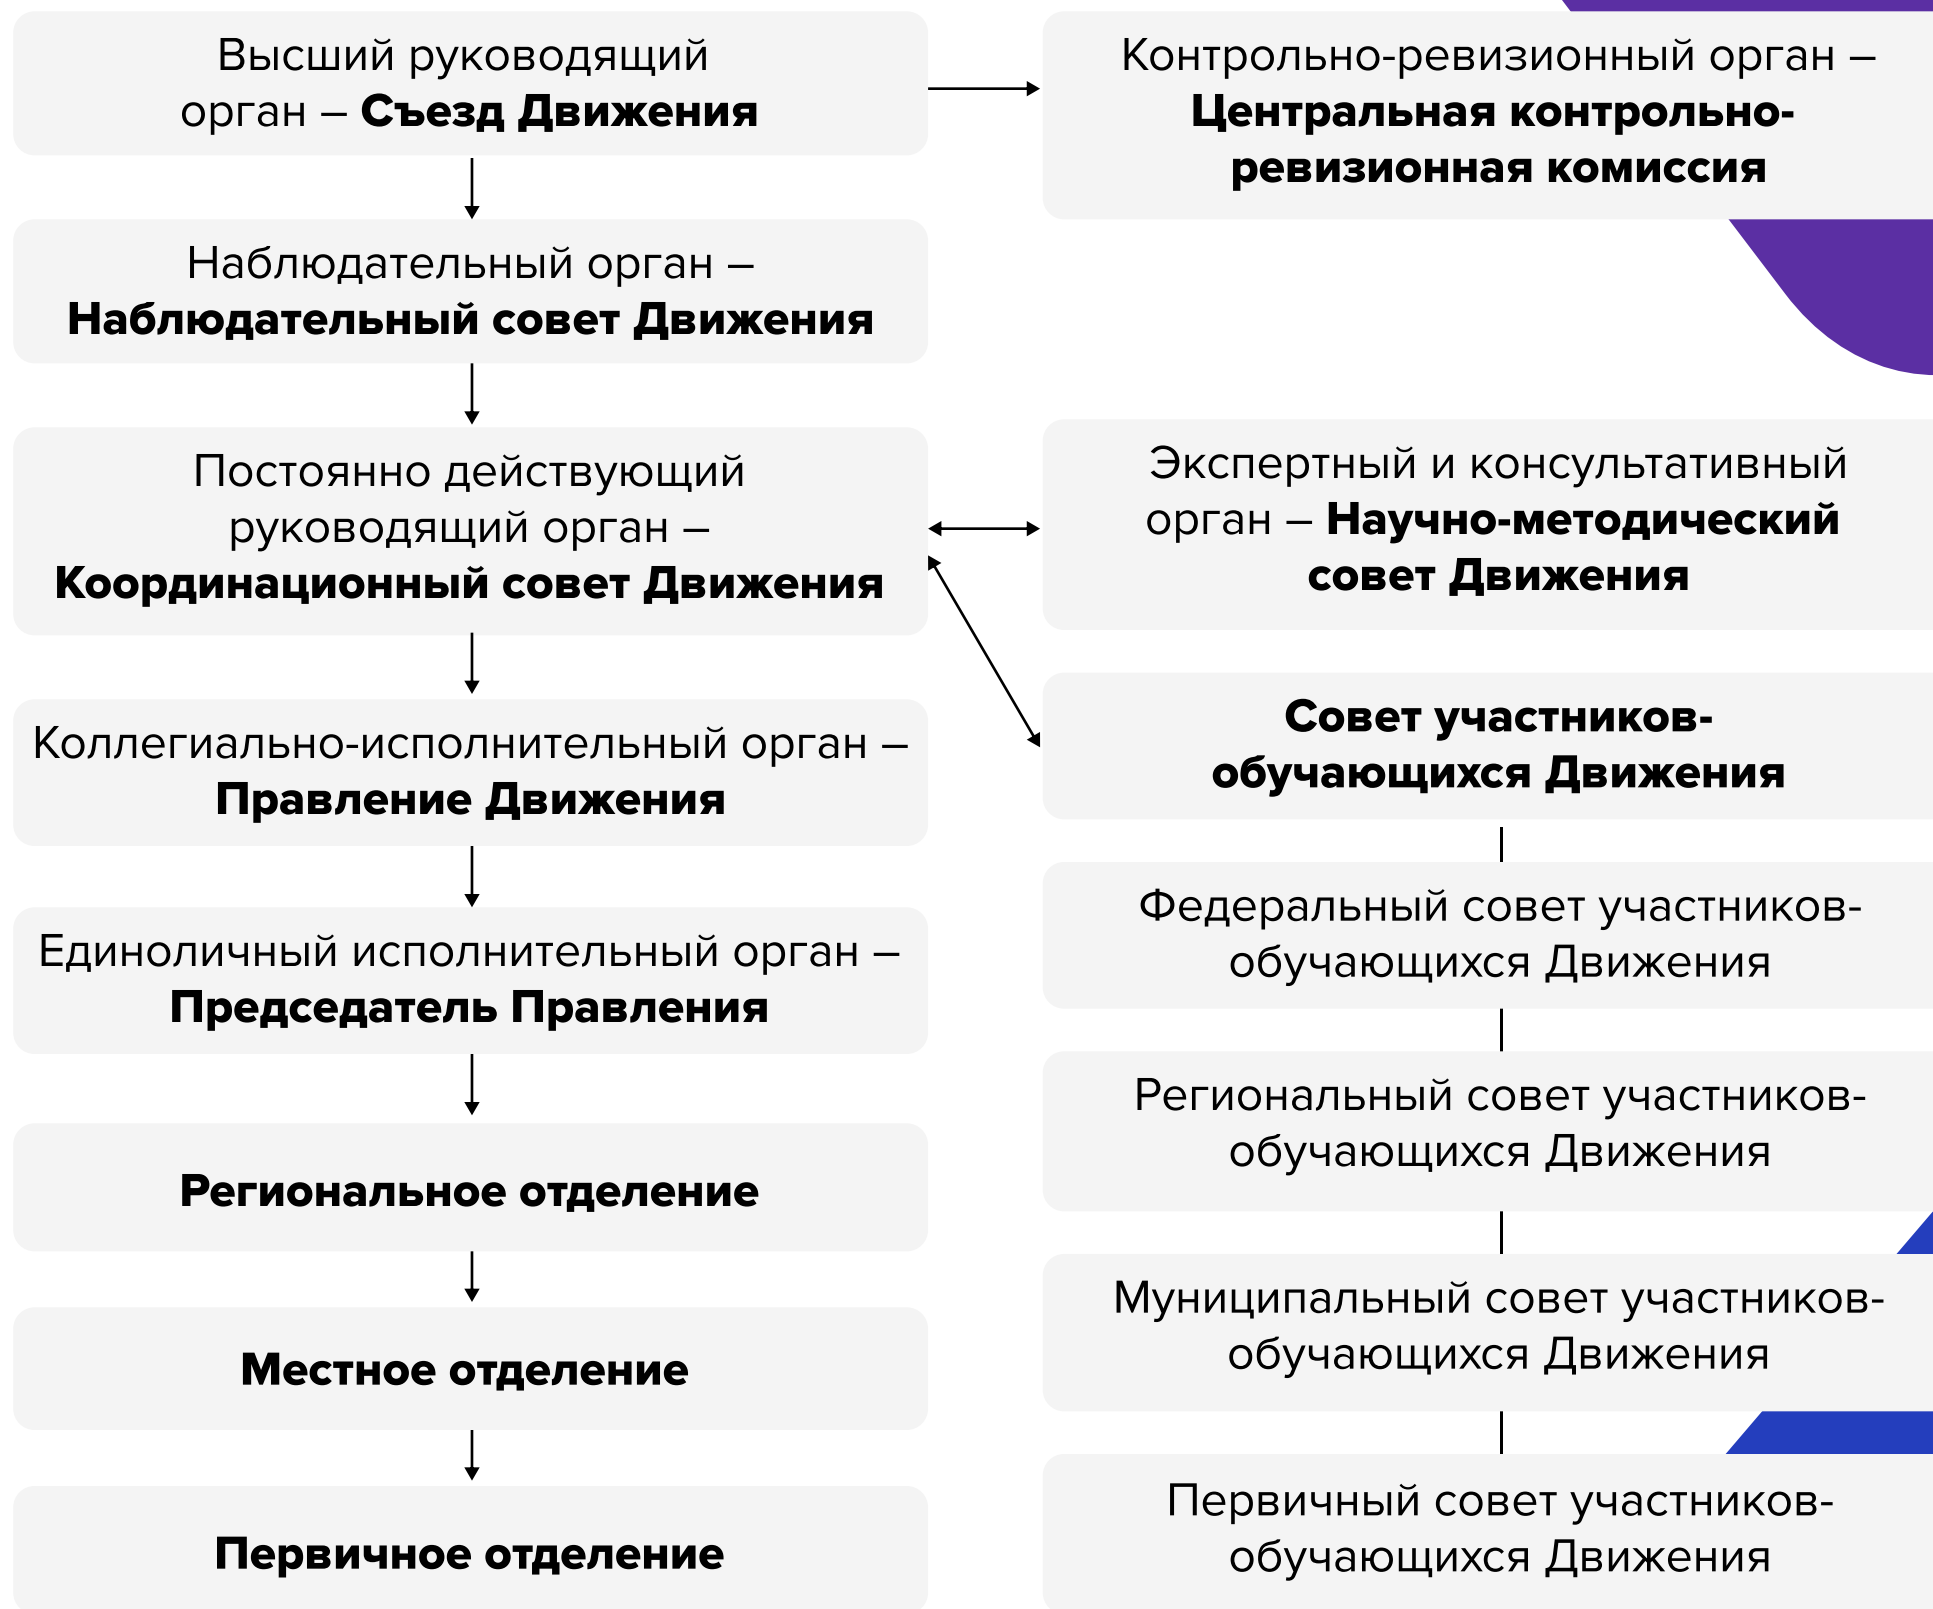 Высший руководящий
орган – Съезд Движения
Контрольно-ревизионный орган –
Центральная контрольно-
ревизионная комиссия
Наблюдательный орган –
Наблюдательный совет Движения
Постоянно действующий
руководящий орган –
Координационный совет Движения
Экспертный и консультативный
орган – Научно-методический
совет Движения
Коллегиально-исполнительный орган –
Правление Движения
Совет участников-
обучающихся Движения
Единоличный исполнительный орган –
Председатель Правления
Федеральный совет участников-
обучающихся Движения
Региональное отделение
Региональный совет участников-
обучающихся Движения
Местное отделение
Муниципальный совет участников-
обучающихся Движения
Первичное отделение
Первичный совет участников-
обучающихся Движения